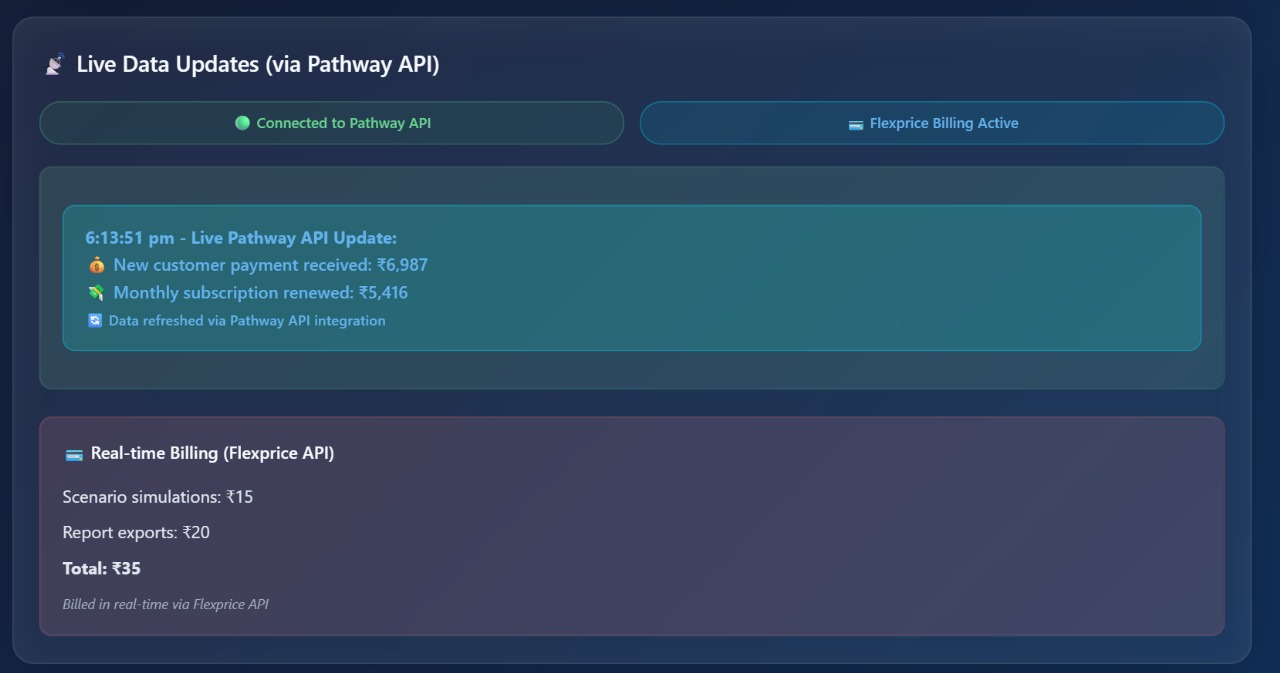 Live Data Updates (via Pathway API)
Connected to Pathway API
Flexprice Billing Active
6:13:51 pm - Live Pathway API Update:
New customer payment received: ₹6,987
Monthly subscription renewed: ₹5,416
Data refreshed via Pathway API integration
Real-time Billing (Flexprice API)
Scenario simulations: ₹15
Report exports: ₹20
Total: ₹35
Billed in real-time via Flexprice API